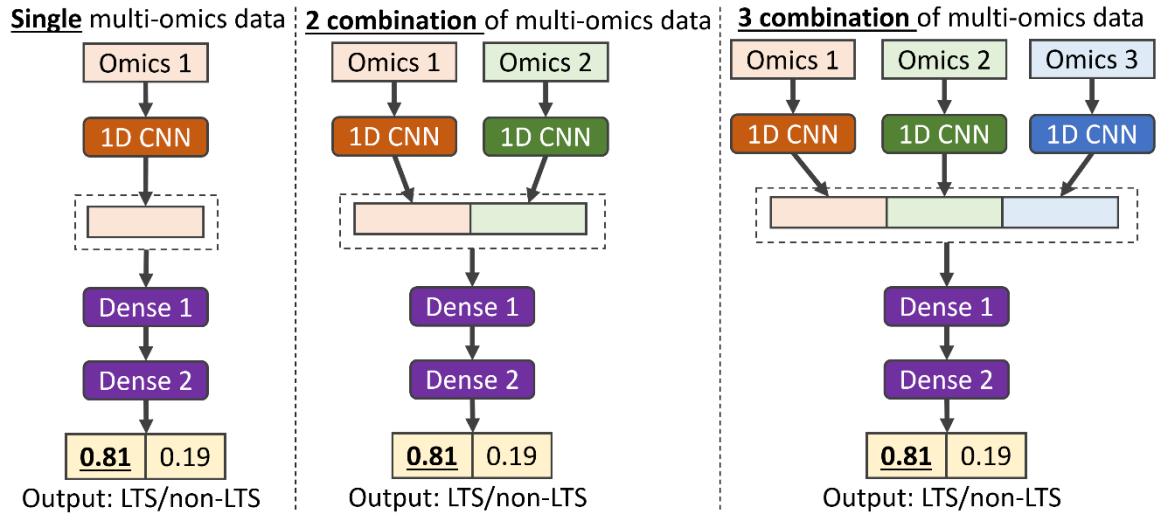 Single multi-omics data
Omics 1
1D CNN
Dense 1
Dense 2
0.81 0.19
Output: LTS/non-LTS
2 combination of multi-omics data
Omics 1 Omics 2
1D CNN 1D CNN
Dense 1
Dense 2
0.81 0.19
Output: LTS/non-LTS
3 combination of multi-omics data
Omics 1 Omics 2 Omics 3
1D CNN 1D CNN 1D CNN
Dense 1
Dense 2
0.81 0.19
Output: LTS/non-LTS